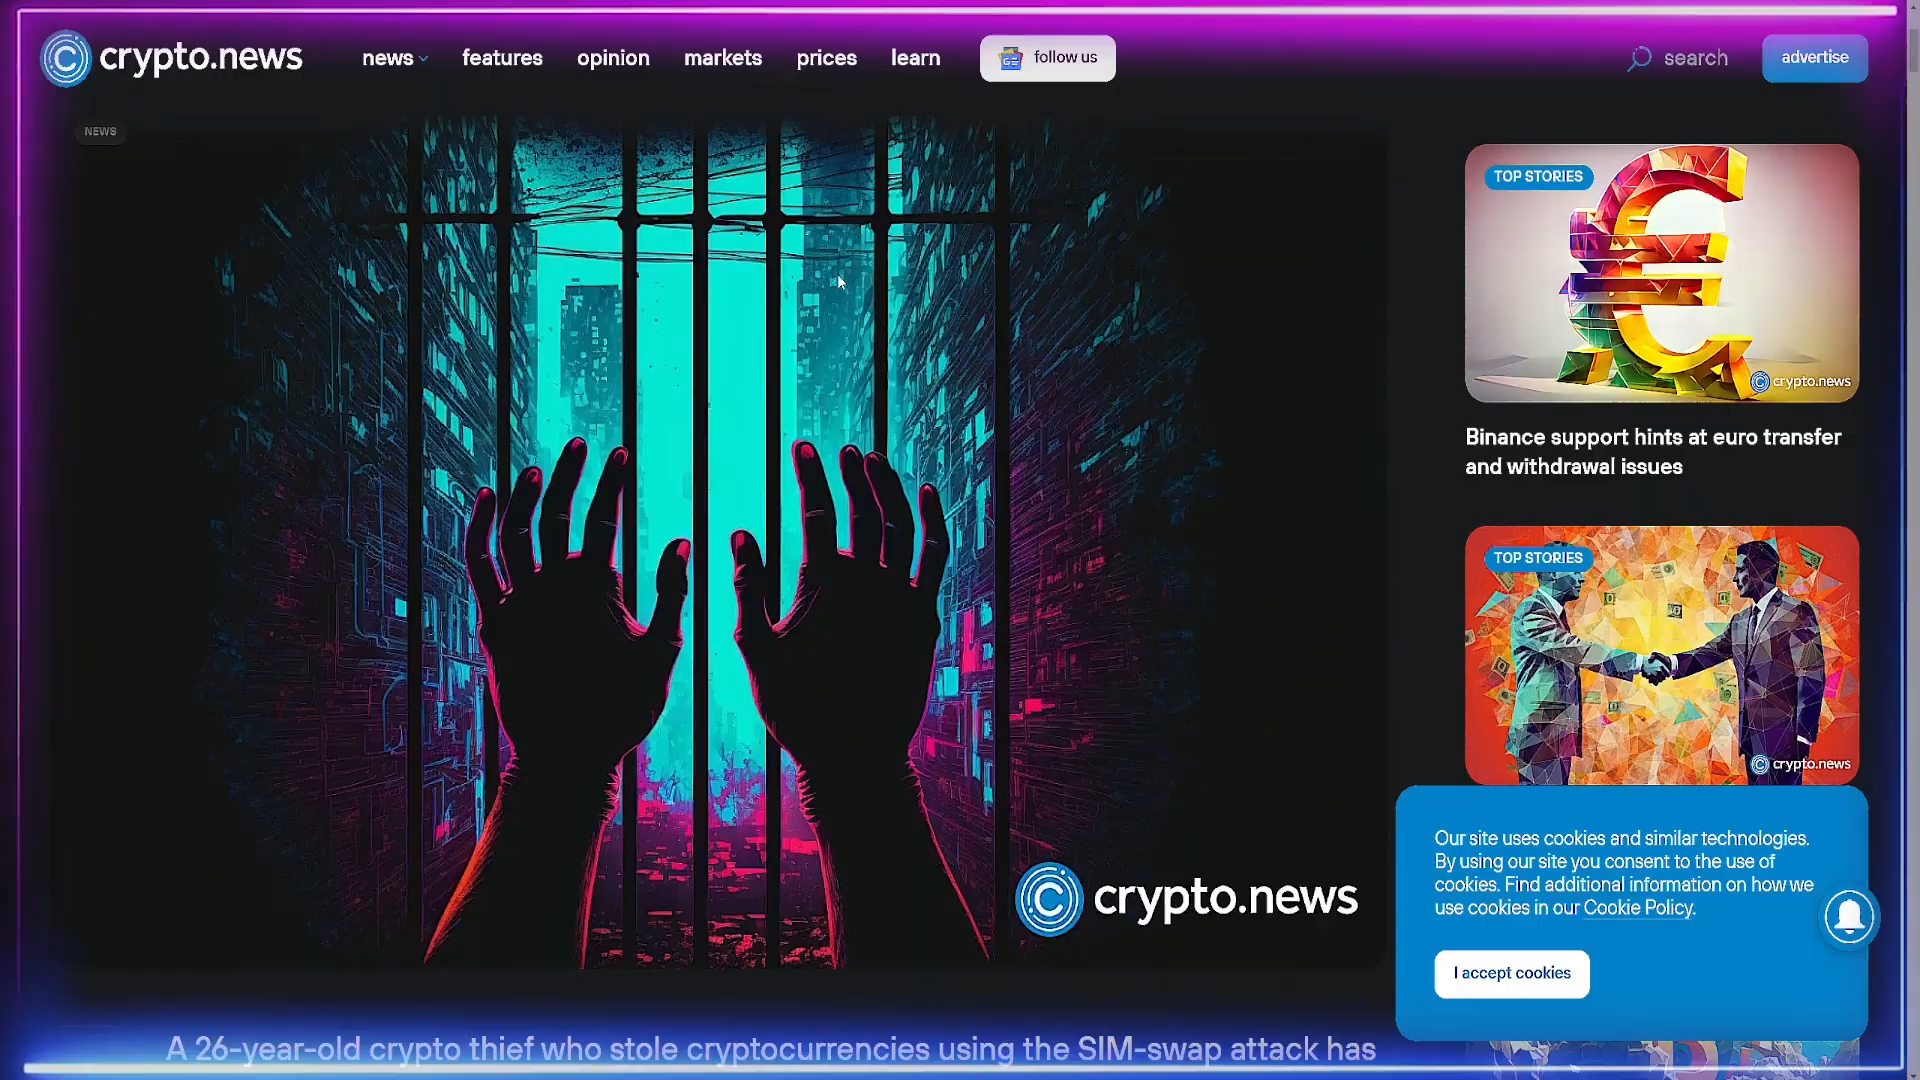 crypto.news
news
features
opinion
markets
prices
learn
follow us
search
advertise
NEWS
crypto.news
A 26-year-old crypto thief who stole cryptocurrencies using the SIM-swap attack has
TOP STORIES
crypto.news
Binance support hints at euro transfer
and withdrawal issues
TOP STORIES
crypto.news
Our site uses cookies and similar technologies.
By using our site you consent to the use of
cookies. Find additional information on how we
use cookies in our Cookie Policy.
I accept cookies